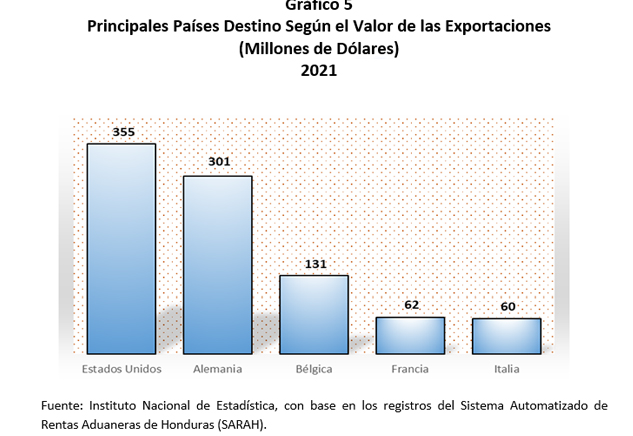 Gráfico 5
Principales Países Destino Según el Valor de las Exportaciones
(Millones de Dólares)
2021
355
301
131
62
60
Estados Unidos
Alemania
Bélgica
Francia
Italia
Fuente: Instituto Nacional de Estadística, con base en los registros del Sistema Automatizado de
Rentas Aduaneras de Honduras (SARAH).